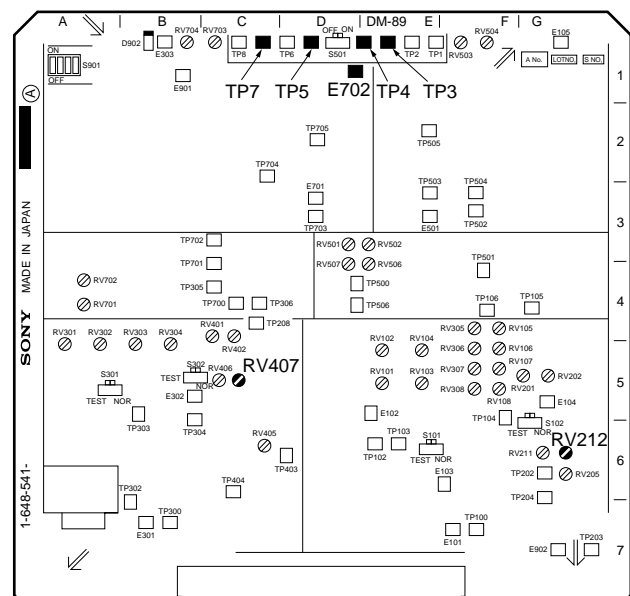 A B C D DM-89 E F G
RV704 RV703 OFF ON RV504 E105
ON D902 E303 TP8 TP6 S501 TP2 TP1 RV503
S901 A No. LOTNO. S NO.
OFF E901 TP7 TP5 E702 TP4 TP3 1
A
TP705 TP505 2
TP704
E701 TP503 TP504
TP703 E501 TP502 3
MADE IN JAPAN
TP702 RV501 RV502
TP701 RV507 RV506 TP501
RV702 TP305 TP500 4
RV701 TP700 TP306 TP506 TP106 TP105
TP208
SONY
RV301 RV302 RV303 RV304 RV401 RV402 RV102 RV104 RV305 RV105
RV306 RV106
S301 S302 RV406 RV407 RV307 RV107 RV202
TEST NOR TEST NOR RV101 RV103 RV308 RV201 5
E302 RV108 E104
TP303 TP304 E102 TP104 S102
TEST NOR
RV405 TP103 S101 RV212
TP403 TP102 TEST NOR RV211 6
TP404 E103 TP202 RV205
TP302 TP300 TP204
1-648-541-
E301 E101 TP100
E902 TP203 7